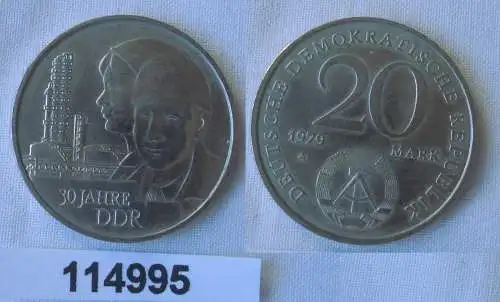 30 JAHRE
DDR
DEUTSCHE DEMOKRATISCHE REPUBLIK
20
1979
MARK
A
114995